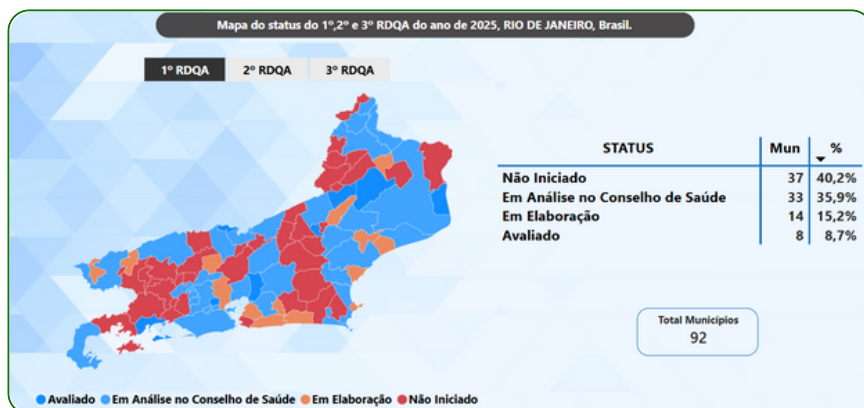 Mapa do status do 1º,2º e 3º RDQA do ano de 2025, RIO DE JANEIRO, Brasil.
1º RDQA 2º RDQA 3º RDQA
STATUS Mun %
Não Iniciado 37 40,2%
Em Análise no Conselho de Saúde 33 35,9%
Em Elaboração 14 15,2%
Avaliado 8 8,7%
Total Municípios
92
Avaliado Em Análise no Conselho de Saúde Em Elaboração Não Iniciado